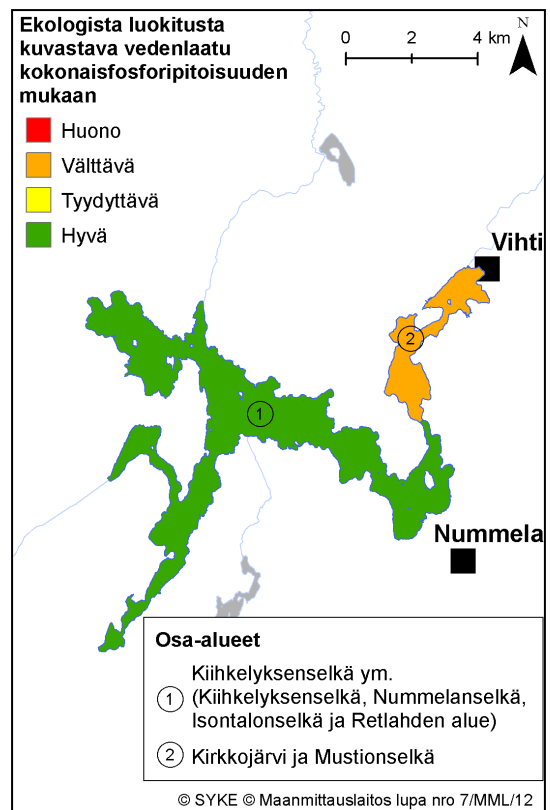 Ekologista luokitusta
kuvastava vedenlaatu
kokonaisfosforipitoisuuden
mukaan
Huono
Välttävä
Tyydyttävä
Hyvä
0 2 4 km
N
Vihti
2
1
Nummela
Osa-alueet
1 Kiihkelyksenselkä ym.
(Kiihkelyksenselkä, Nummelanselkä,
Isontalonselkä ja Retlahden alue)
2 Kirkkojärvi ja Mustionselkä
© SYKE © Maanmittauslaitos lupa nro 7/MML/12